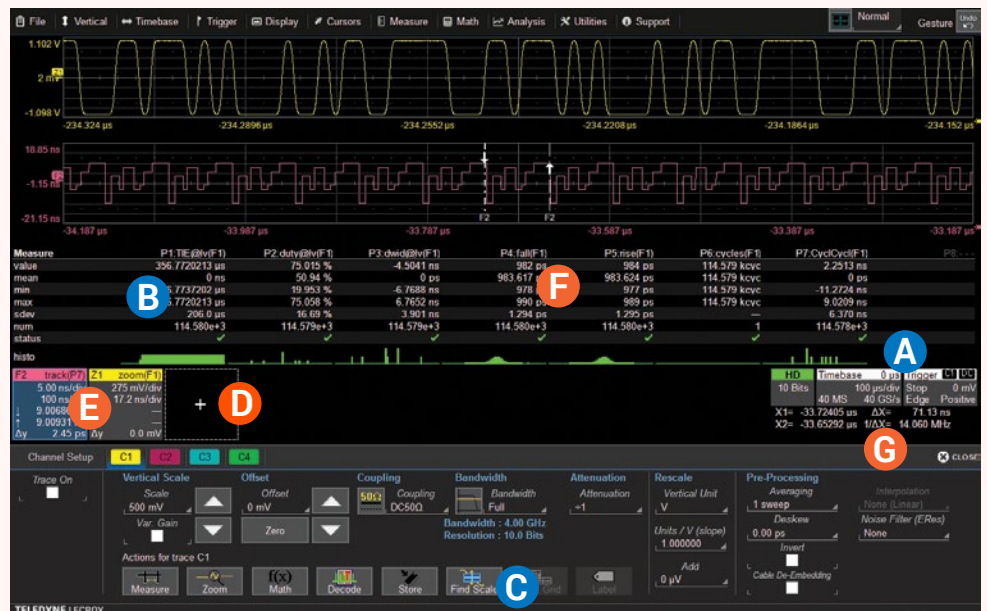 File Vertical Timebase Trigger Display Cursors Measure Math Analysis Utilities Support Normal Gesture Undo
1.102 V
Z1
2 mV
-1.098 V
-234.324 µs -234.2896 µs -234.2552 µs -234.2208 µs -234.1864 µs -234.152 µs
18.85 ns
-1.15 ns
F2 F2
-21.15 ns
-34.187 µs -33.987 µs -33.787 µs -33.587 µs -33.387 µs -33.187 µs
Measure P1:TIE@lv(F1) P2:duty@lv(F1) P3:dwid@lv(F1) P4:fall(F1) P5:rise(F1) P6:cycles(F1) P7:CyclCycl(F1) P8:- - -
value 356.7720213 µs 75.015 % -4.5041 ns 982 ps 984 ps 114.579 kcyc 2.2513 ns
mean 0 ns 50.94 % 0 ps 983.617 ps 983.624 ps 114.579 kcyc 0 ps
min .7737202 µs 19.953 % -6.7688 ns 978 977 ps 114.579 kcyc -11.2724 ns
max .7720213 µs 75.058 % 6.7652 ns 990 ps 989 ps 114.579 kcyc 9.0209 ns
sdev 206.0 µs 16.69 % 3.901 ns 1.294 ps 1.295 ps — 6.370 ns
num 114.580e+3 114.579e+3 114.579e+3 114.580e+3 114.580e+3 1 114.578e+3
status
histo
B
F
A
F2 track(P7) Z1 zoom(F1) HD Timebase 0 µs Trigger C1 DC
5.00 ns/div 275 mV/div 10 Bits 100 µs/div Stop 0 mV
100 ns 17.2 ns/div 40 MS 40 GS/s Edge Positive
9.0068 — X1= -33.72405 µs ΔX= 71.13 ns
9.0093 — X2= -33.65292 µs 1/ΔX= 14.060 MHz
Δy 2.45 ps Δy 0.0 mV
E
+
D
G
Channel Setup C1 C2 C3 C4 CLOSE
Trace On Vertical Scale Offset Coupling Bandwidth Attenuation Rescale Pre-Processing
Scale Offset 50Ω Coupling Bandwidth Attenuation Vertical Unit Averaging Interpolation
500 mV 0 mV DC50Ω Full ÷1 V 1 sweep None (Linear)
Var. Gain Zero Bandwidth : 4.00 GHz Units / V (slope) Deskew Noise Filter (ERes)
Resolution : 10.0 Bits 1.000000 0.00 ps None
Invert
Actions for trace C1 Add
0 µV Cable De-Embedding
f(x)
Measure Zoom Math Decode Store Find Scale Grid Label
C
TELEDYNE LECROY